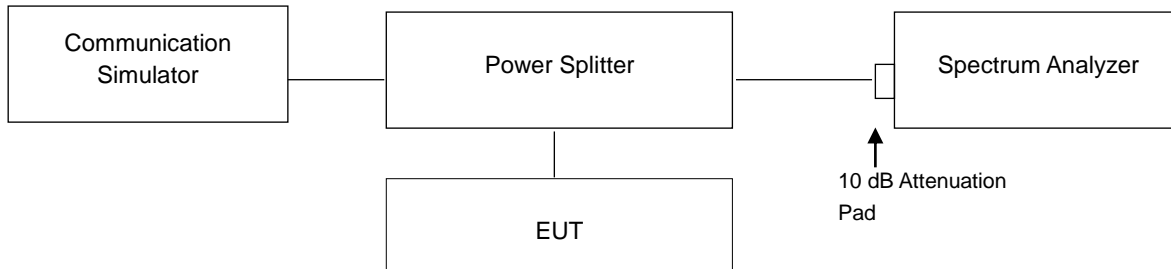 Communication
Simulator
Power Splitter
Spectrum Analyzer
10 dB Attenuation
Pad
EUT